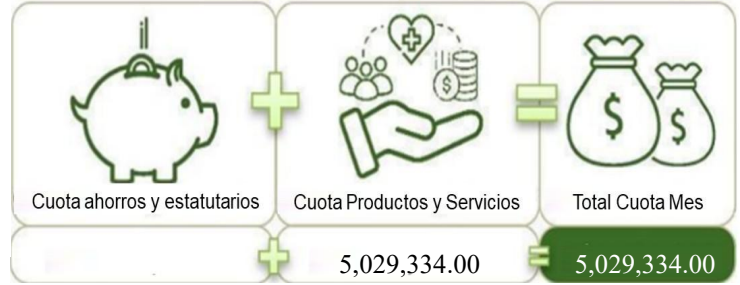 Cuota ahorros y estatutarios
Cuota Productos y Servicios
Total Cuota Mes
5,029,334.00
5,029,334.00